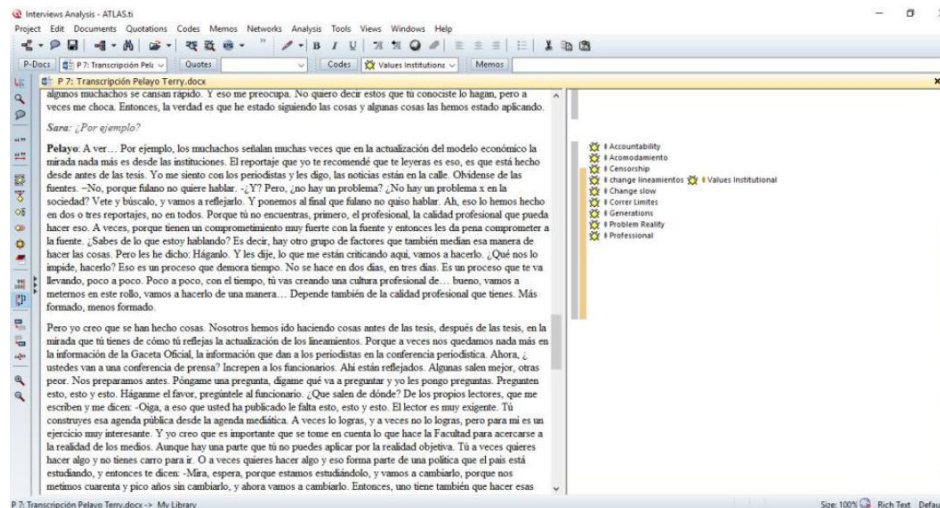 Interviews Analysis - ATLAS.ti
Project Edit Documents Quotations Codes Memos Networks Analysis Tools Views Windows Help
P-Docs P 7: Transcripción Pela Quotes Codes Values Institutiona Memos
P 7: Transcripción Pelayo Terry.docx
algunos muchachos se cansan rápido. Y eso me preocupa. No quiero decir estos que tú conociste lo hagan, pero a
veces me choca. Entonces, la verdad es que he estado siguiendo las cosas y algunas cosas las hemos estado aplicando.
Sara: ¿Por ejemplo?
Pelayo: A ver… Por ejemplo, los muchachos señalan muchas veces que en la actualización del modelo económico la
mirada nada más es desde las instituciones. El reportaje que yo te recomendé que te leyeras es eso, es que está hecho
desde antes de las tesis. Yo me siento con los periodistas y les digo, las noticias están en la calle. Olvídense de las
fuentes. –No, porque fulano no quiere hablar. -¿Y? Pero, ¿no hay un problema? ¿No hay un problema x en la
sociedad? Vete y búscalo, y vamos a reflejarlo. Y ponemos al final que fulano no quiso hablar. Ah, eso lo hemos hecho
en dos o tres reportajes, no en todos. Porque tú no encuentras, primero, el profesional, la calidad profesional que pueda
hacer eso. A veces, porque tienen un comprometimiento muy fuerte con la fuente y entonces les da pena comprometer a
la fuente. ¿Sabes de lo que estoy hablando? Es decir, hay otro grupo de factores que también median esa manera de
hacer las cosas. Pero les he dicho: Háganlo. Y les dije, lo que me están criticando aquí, vamos a hacerlo. ¿Qué nos lo
impide, hacerlo? Eso es un proceso que demora tiempo. No se hace en dos días, en tres días. Es un proceso que te va
llevando, poco a poco. Poco a poco, con el tiempo, tú vas creando una cultura profesional de… bueno, vamos a
meternos en este rollo, vamos a hacerlo de una manera… Depende también de la calidad profesional que tienes. Más
formado, menos formado.
Pero yo creo que se han hecho cosas. Nosotros hemos ido haciendo cosas antes de las tesis, después de las tesis, en la
mirada que tú tienes de cómo tú reflejas la actualización de los lineamientos. Porque a veces nos quedamos nada más en
la información de la Gaceta Oficial, la información que dan a los periodistas en la conferencia periodística. Ahora, ¿
ustedes van a una conferencia de prensa? Increpen a los funcionarios. Ahí están reflejados. Algunas salen mejor, otras
peor. Nos preparamos antes. Póngame una pregunta, dígame qué va a preguntar y yo les pongo preguntas. Pregunten
esto, esto y esto. Háganme el favor, pregúntele al funcionario. ¿Que salen de dónde? De los propios lectores, que me
escriben y me dicen: -Oiga, a eso que usted ha publicado le falta esto, esto y esto. El lector es muy exigente. Tú
construyes esa agenda pública desde la agenda mediática. A veces lo logras, y a veces no lo logras, pero para mí es un
ejercicio muy interesante. Y yo creo que es importante que se tome en cuenta lo que hace la Facultad para acercarse a
la realidad de los medios. Aunque hay una parte que tú no puedes aplicar por la realidad objetiva. Tú a veces quieres
hacer algo y no tienes carro para ir. O a veces quieres hacer algo y eso forma parte de una política que el país está
estudiando, y entonces te dicen: -Mira, espera, porque estamos estudiándolo, y vamos a cambiarlo, porque nos
metimos cuarenta y pico años sin cambiarlo, y ahora vamos a cambiarlo. Entonces, uno tiene también que hacer esas
Accountability
Acomodamiento
Censorship
change lineamientos Values Institutional
Change slow
Correr Limites
Generations
Problem Reality
Professional
P 7: Transcripción Pelayo Terry.docx -> My Library Size: 100% Rich Text Defau